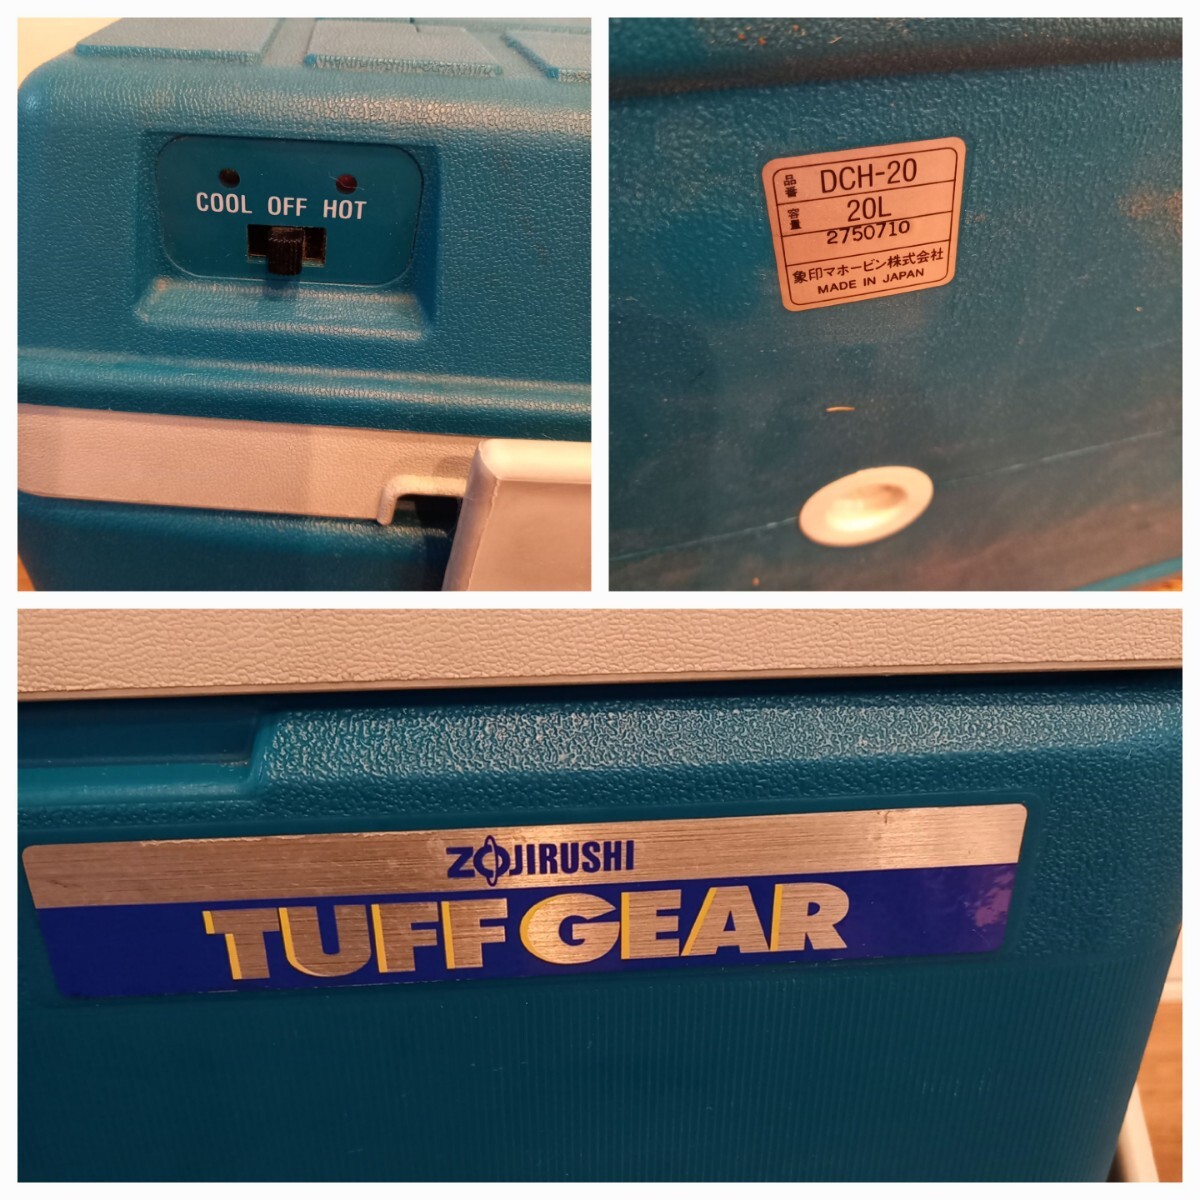 COOL OFF HOT
品番 DCH-20
容量 20L
2750710
象印マホービン株式会社
MADE IN JAPAN
ZOJIRUSHI
TUFF GEAR